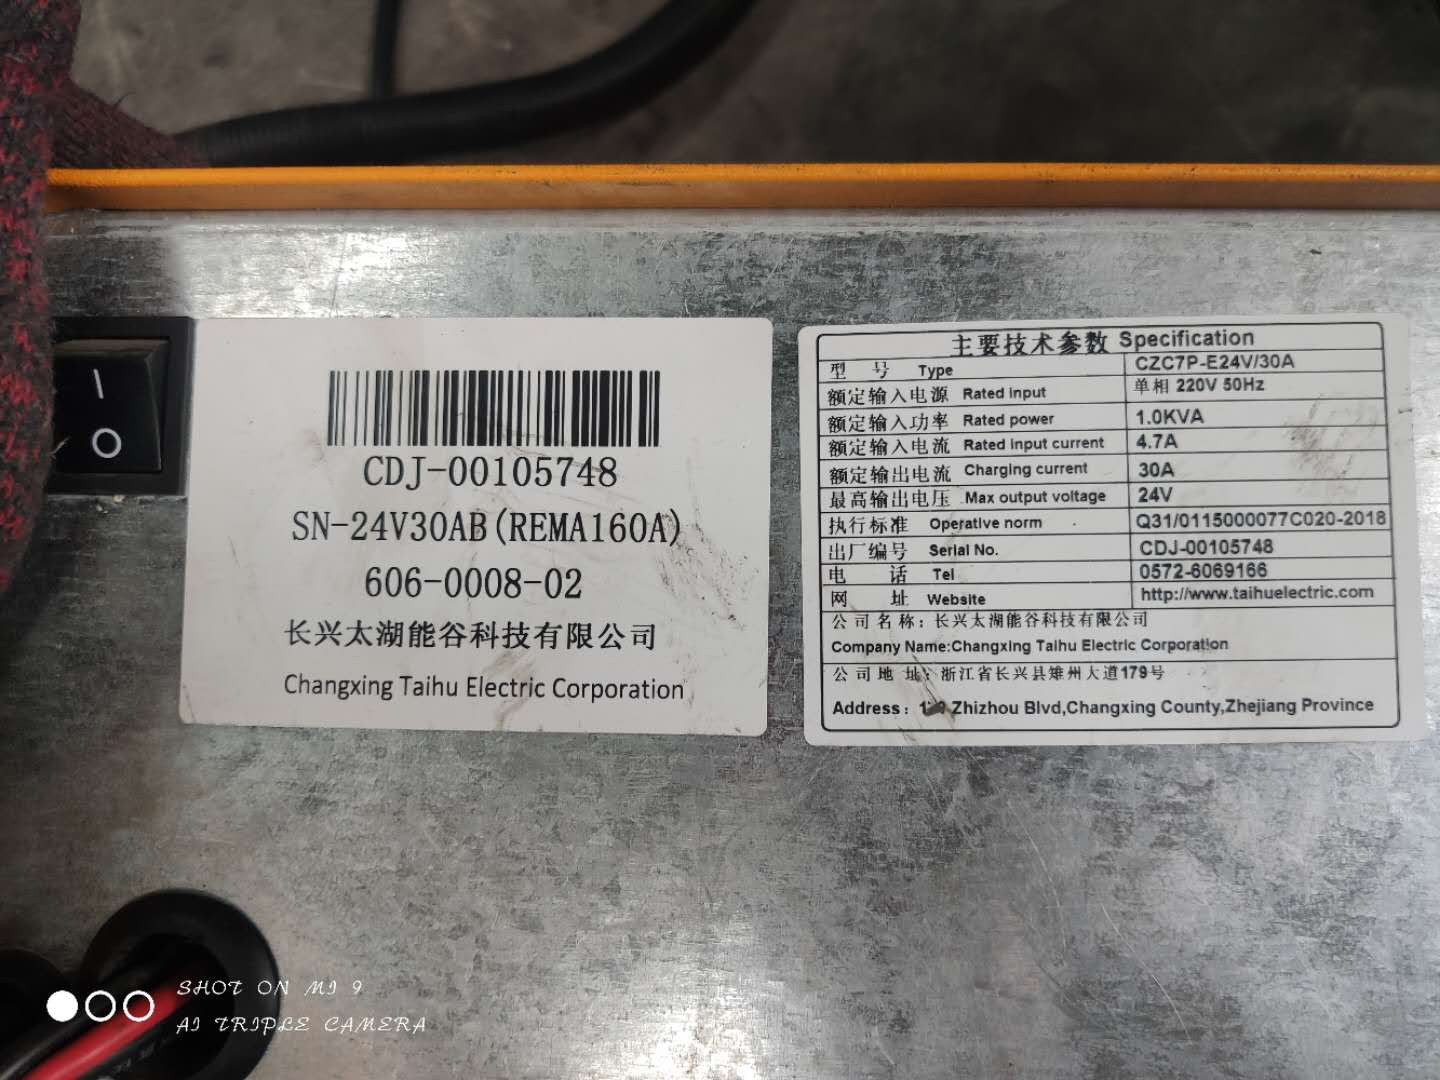 CDJ-00105748
SN-24V30AB(REMA160A)
606-0008-02
长兴太湖能谷科技有限公司
Changxing Taihu Electric Corporation
主要技术参数 Specification
型 号 Type CZC7P-E24V/30A
额定输入电源 Rated input 单相 220V 50Hz
额定输入功率 Rated power 1.0KVA
额定输入电流 Rated input current 4.7A
额定输出电流 Charging current 30A
最高输出电压 Max output voltage 24V
执行标准 Operative norm Q31/0115000077C020-2018
出厂编号 Serial No. CDJ-00105748
电 话 Tel 0572-6069166
网 址 Website http://www.taihuelectric.com
公司名称：长兴太湖能谷科技有限公司
Company Name:Changxing Taihu Electric Corporation
公司地址：浙江省长兴县雉州大道179号
Address： Zhizhou Blvd,Changxing County,Zhejiang Province
SHOT ON MI 9
AI TRIPLE CAMERA